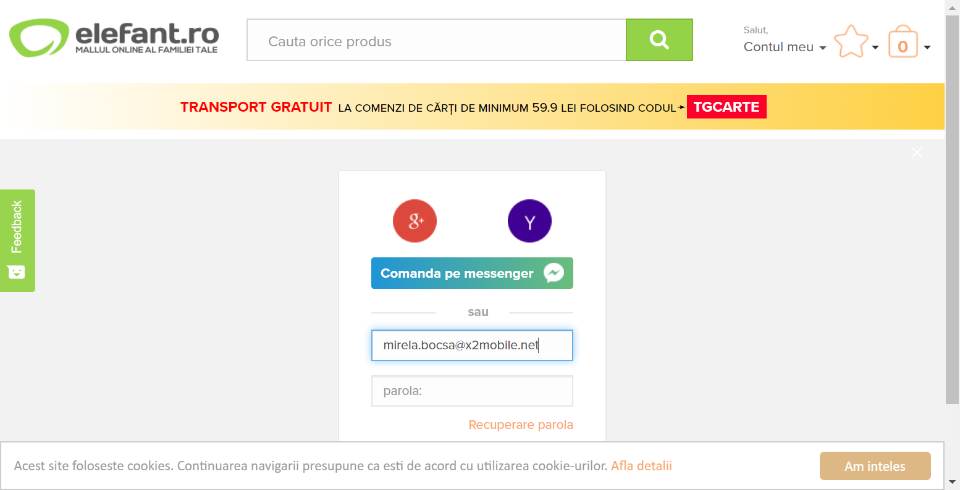 elefant.ro
MALLUL ONLINE AL FAMILIEI TALE
Cauta orice produs
Salut,
Contul meu
0
TRANSPORT GRATUIT LA COMENZI DE CĂRȚI DE MINIMUM 59.9 LEI FOLOSIND CODUL TGCARTE
Feedback
g+
Y
Comanda pe messenger
sau
mirela.bocsa@x2mobile.net
parola:
Recuperare parola
Acest site foloseste cookies. Continuarea navigarii presupune ca esti de acord cu utilizarea cookie-urilor. Afla detalii
Am inteles